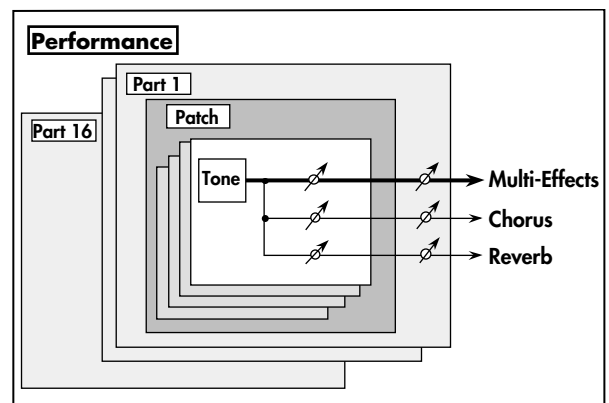 Performance
Part 1
Patch
Part 16
Tone
Multi-Effects
Chorus
Reverb